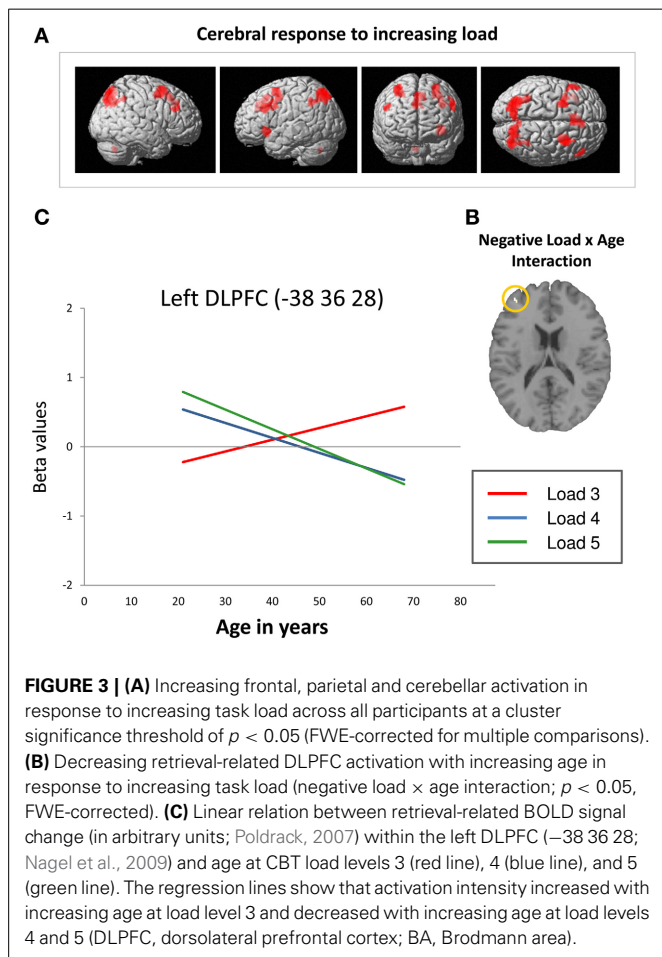 A
Cerebral response to increasing load
C
B
Negative Load x Age
Interaction
Left DLPFC (-38 36 28)
2
1
0
-1
-2
Beta values
0 10 20 30 40 50 60 70 80
Age in years
Load 3
Load 4
Load 5
FIGURE 3 | (A) Increasing frontal, parietal and cerebellar activation in
response to increasing task load across all participants at a cluster
significance threshold of p < 0.05 (FWE-corrected for multiple comparisons).
(B) Decreasing retrieval-related DLPFC activation with increasing age in
response to increasing task load (negative load × age interaction; p < 0.05,
FWE-corrected). (C) Linear relation between retrieval-related BOLD signal
change (in arbitrary units; Poldrack, 2007) within the left DLPFC (−38 36 28;
Nagel et al., 2009) and age at CBT load levels 3 (red line), 4 (blue line), and 5
(green line). The regression lines show that activation intensity increased with
increasing age at load level 3 and decreased with increasing age at load levels
4 and 5 (DLPFC, dorsolateral prefrontal cortex; BA, Brodmann area).